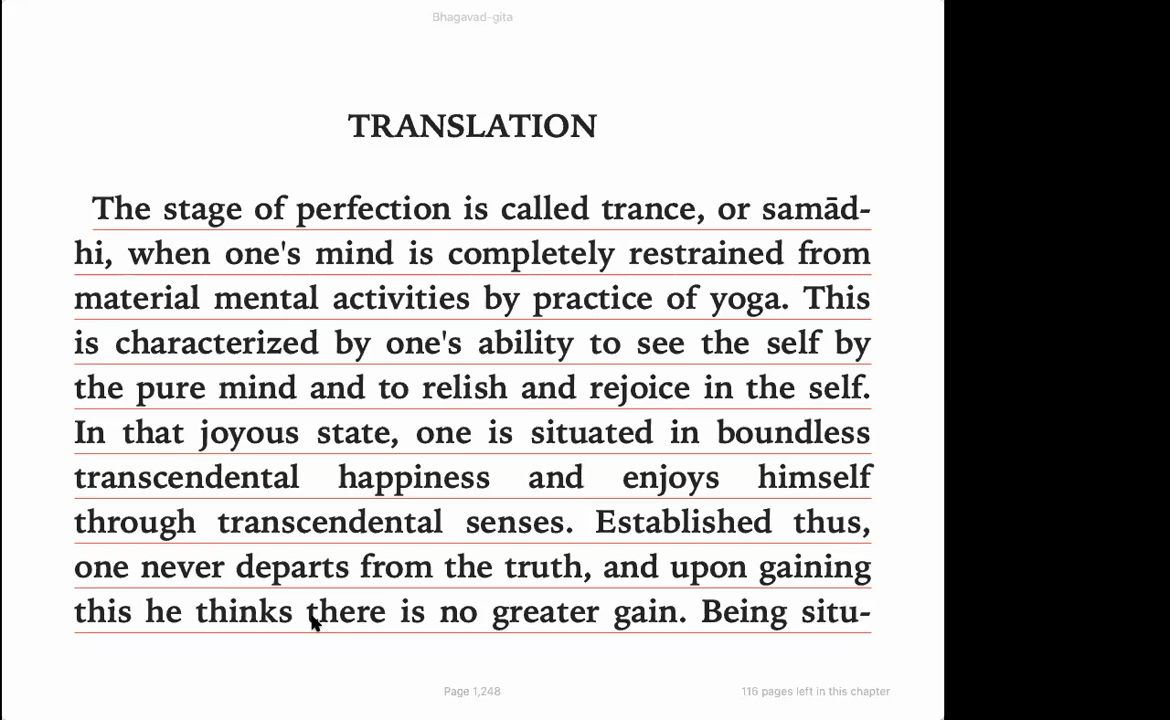 Bhagavad-gita
TRANSLATION
The stage of perfection is called trance, or samād-
hi, when one's mind is completely restrained from
material mental activities by practice of yoga. This
is characterized by one's ability to see the self by
the pure mind and to relish and rejoice in the self.
In that joyous state, one is situated in boundless
transcendental happiness and enjoys himself
through transcendental senses. Established thus,
one never departs from the truth, and upon gaining
this he thinks there is no greater gain. Being situ-
Page 1,248
116 pages left in this chapter